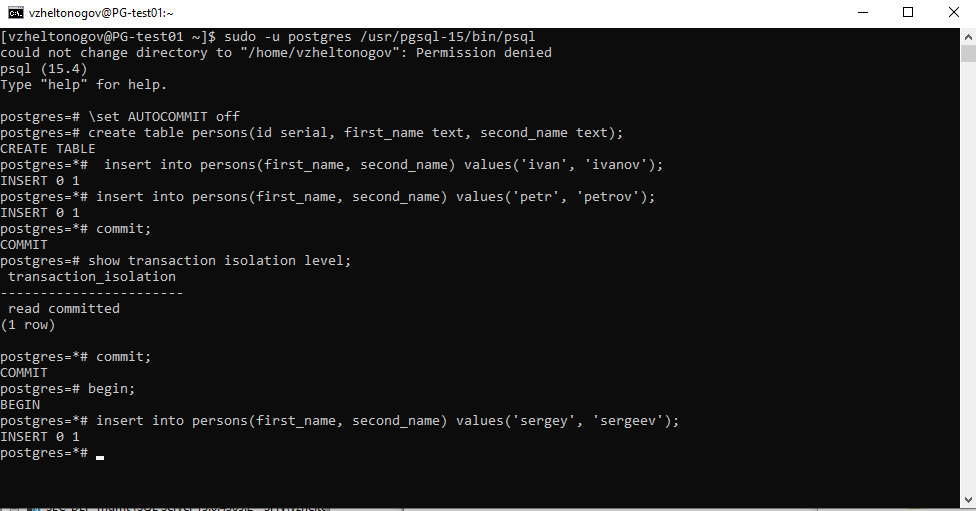 vzheltonogov@PG-test01:~
[vzheltonogov@PG-test01 ~]$ sudo -u postgres /usr/pgsql-15/bin/psql
could not change directory to "/home/vzheltonogov": Permission denied
psql (15.4)
Type "help" for help.

postgres=# \set AUTOCOMMIT off
postgres=# create table persons(id serial, first_name text, second_name text);
CREATE TABLE
postgres=*#  insert into persons(first_name, second_name) values('ivan', 'ivanov');
INSERT 0 1
postgres=*# insert into persons(first_name, second_name) values('petr', 'petrov');
INSERT 0 1
postgres=*# commit;
COMMIT
postgres=# show transaction isolation level;
 transaction_isolation
-----------------------
 read committed
(1 row)

postgres=*# commit;
COMMIT
postgres=# begin;
BEGIN
postgres=*# insert into persons(first_name, second_name) values('sergey', 'sergeev');
INSERT 0 1
postgres=*#